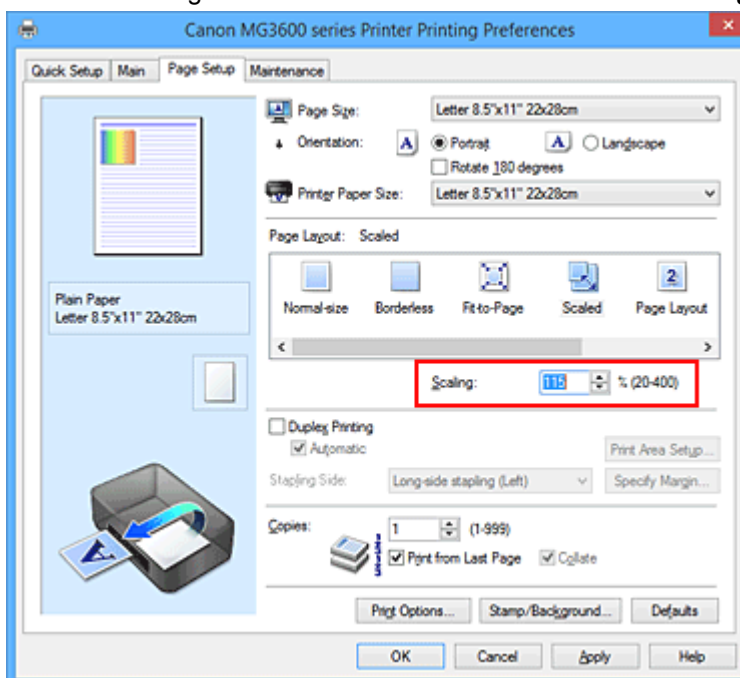 Canon MG3600 series Printer Printing Preferences
Quick Setup Main Page Setup Maintenance
Page Size: Letter 8.5"x11" 22x28cm
Orientation: A Portrait A Landscape
Rotate 180 degrees
Printer Paper Size: Letter 8.5"x11" 22x28cm
Page Layout: Scaled
Normal-size Borderless Fit-to-Page Scaled Page Layout
Plain Paper
Letter 8.5"x11" 22x28cm
Scaling: 115 % (20-400)
Duplex Printing
Automatic Print Area Setup...
Stapling Side: Long-side stapling (Left) Specify Margin...
Copies: 1 (1-999)
Print from Last Page Collate
Print Options... Stamp/Background... Defaults
OK Cancel Apply Help